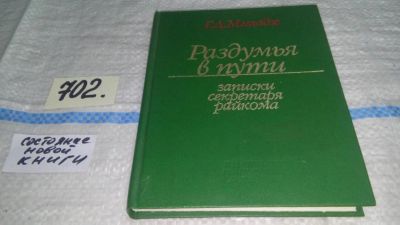 Раздумья
в пути
записки
секретаря
райкома
702.
состояние
новой
книги